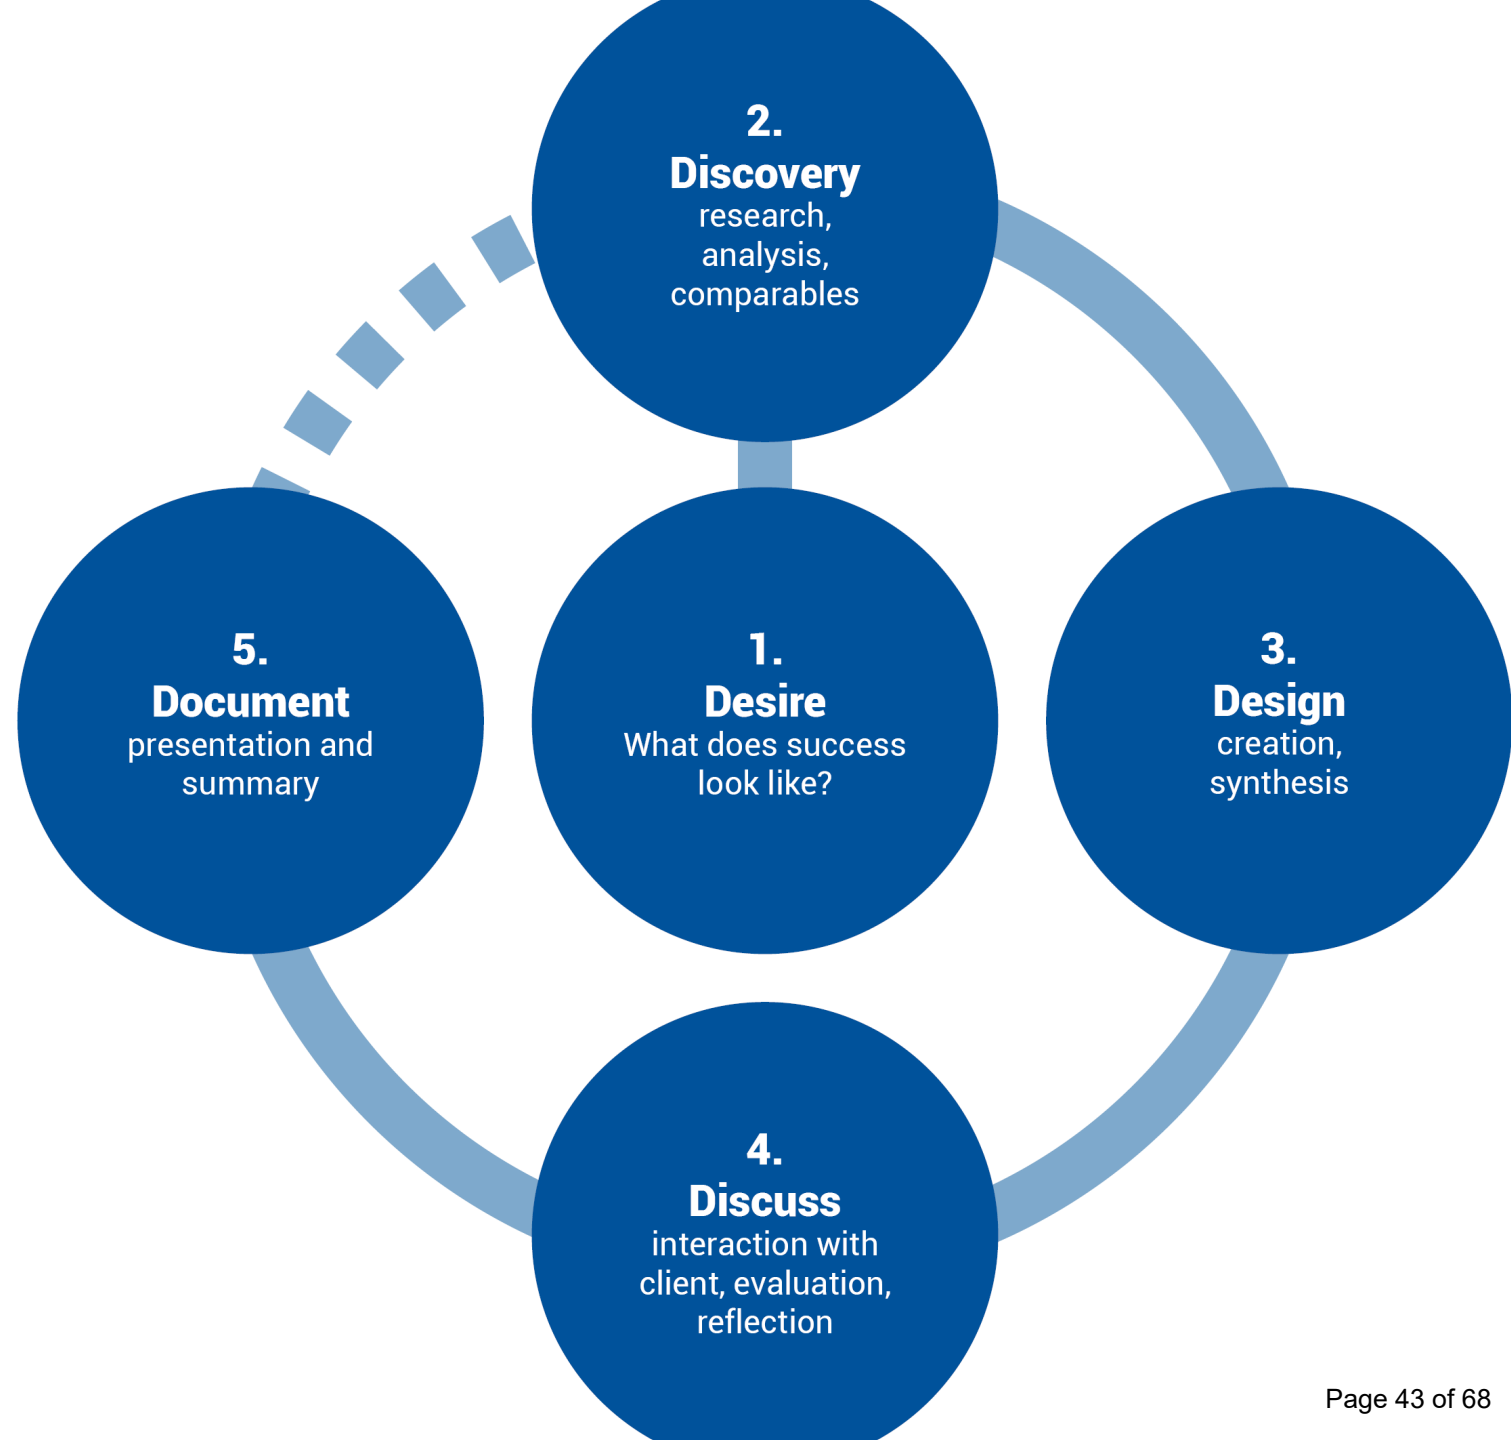 1.
Desire
What does success
look like?
2.
Discovery
research,
analysis,
comparables
3.
Design
creation,
synthesis
4.
Discuss
interaction with
client, evaluation,
reflection
5.
Document
presentation and
summary
Page 43 of 68